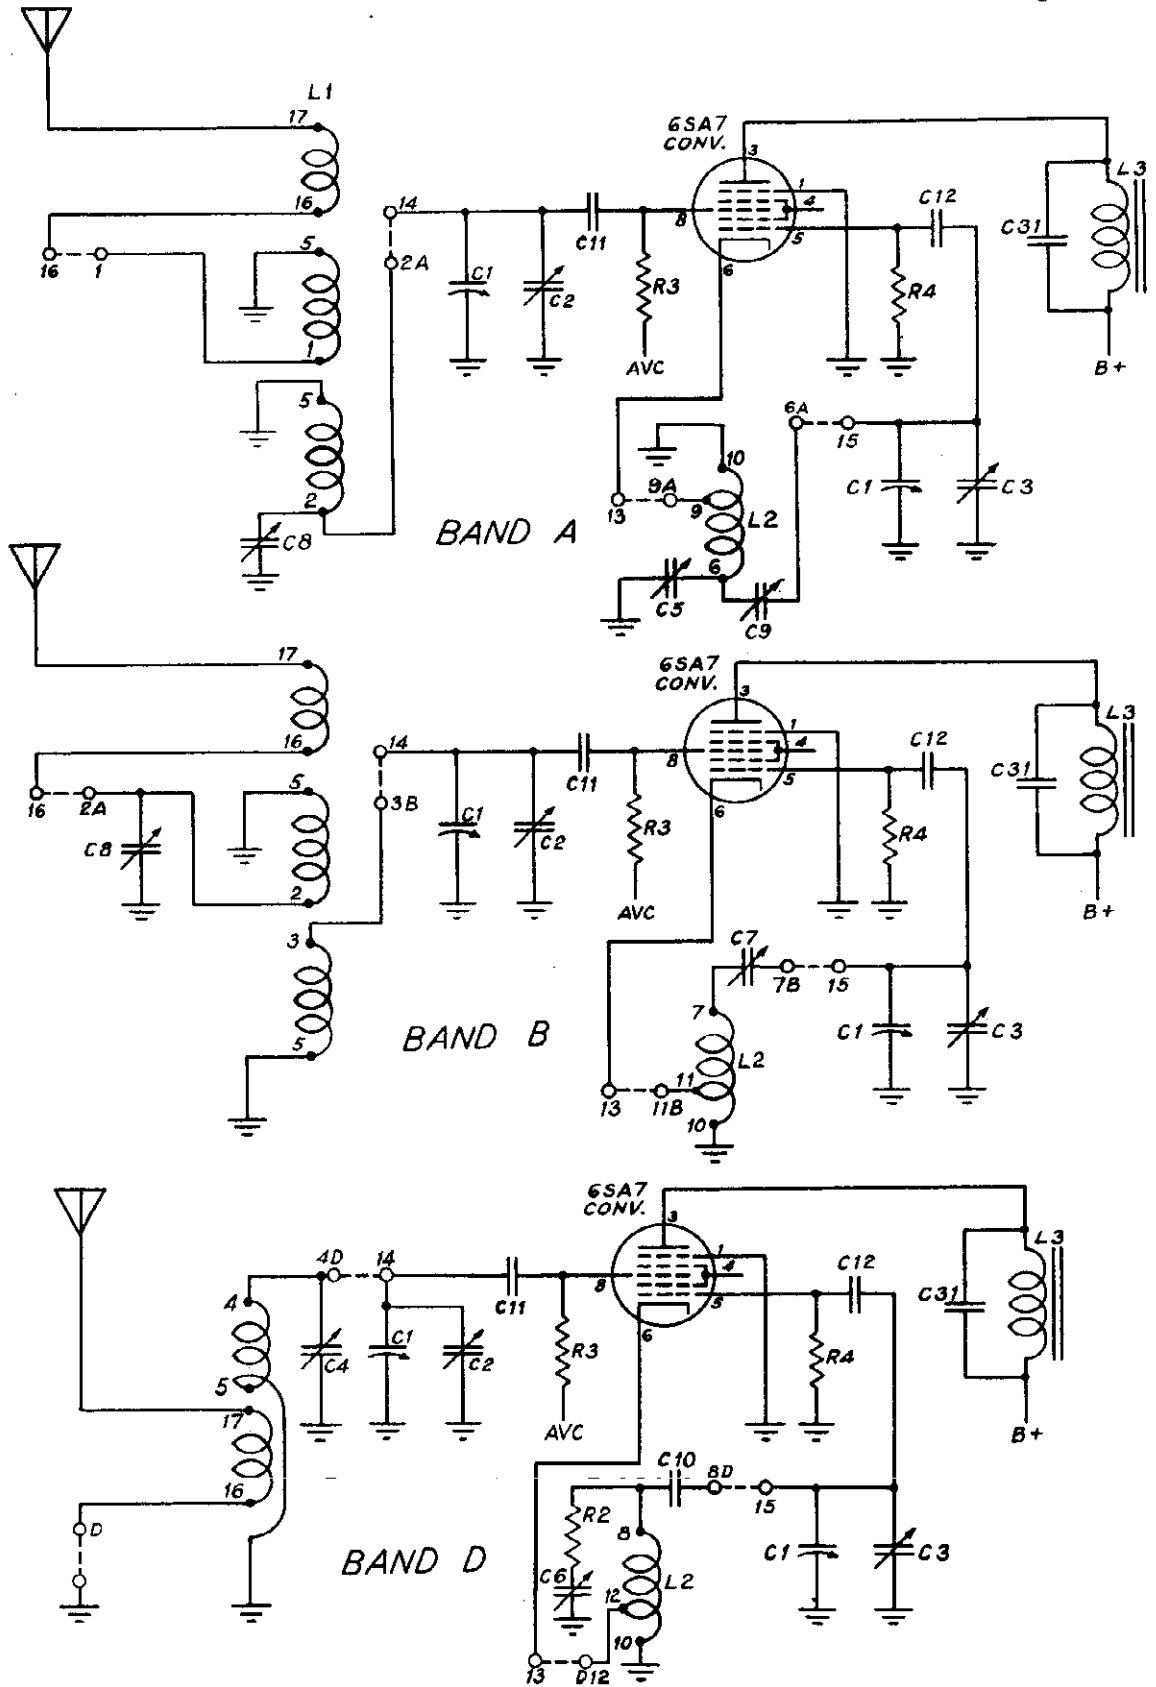 L1
17
16
16
1
5
1
5
2
C8
14
2A
C1
C2
C11
R3
AVC
6SA7
CONV.
3
8
1
4
5
6
C12
R4
C31
L3
B+
13
9A
9
10
L2
6
C5
C9
6A
15
C1
C3
BAND A
17
16
16
2A
C8
5
2
3
5
14
3B
C1
C2
C11
R3
AVC
6SA7
CONV.
3
8
1
4
5
6
C12
R4
C31
L3
B+
C7
7B
15
7
L2
11
11B
13
10
C1
C3
BAND B
4
5
17
16
D
4D
14
C4
C1
C2
C11
R3
AVC
6SA7
CONV.
3
8
1
4
5
6
C12
R4
C31
L3
B+
C10
8D
15
R2
C6
8
L2
12
10
13
D12
C1
C3
BAND D